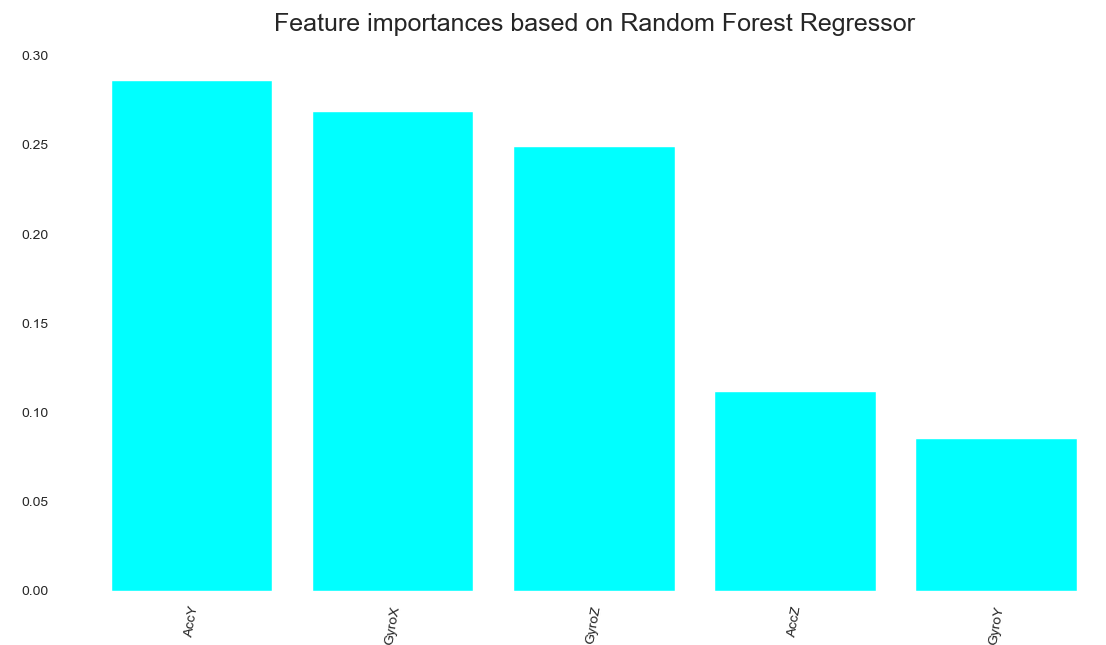 Feature importances based on Random Forest Regressor
0.30
0.25
0.20
0.15
0.10
0.05
0.00
AccY
GyroX
GyroZ
AccZ
GyroY